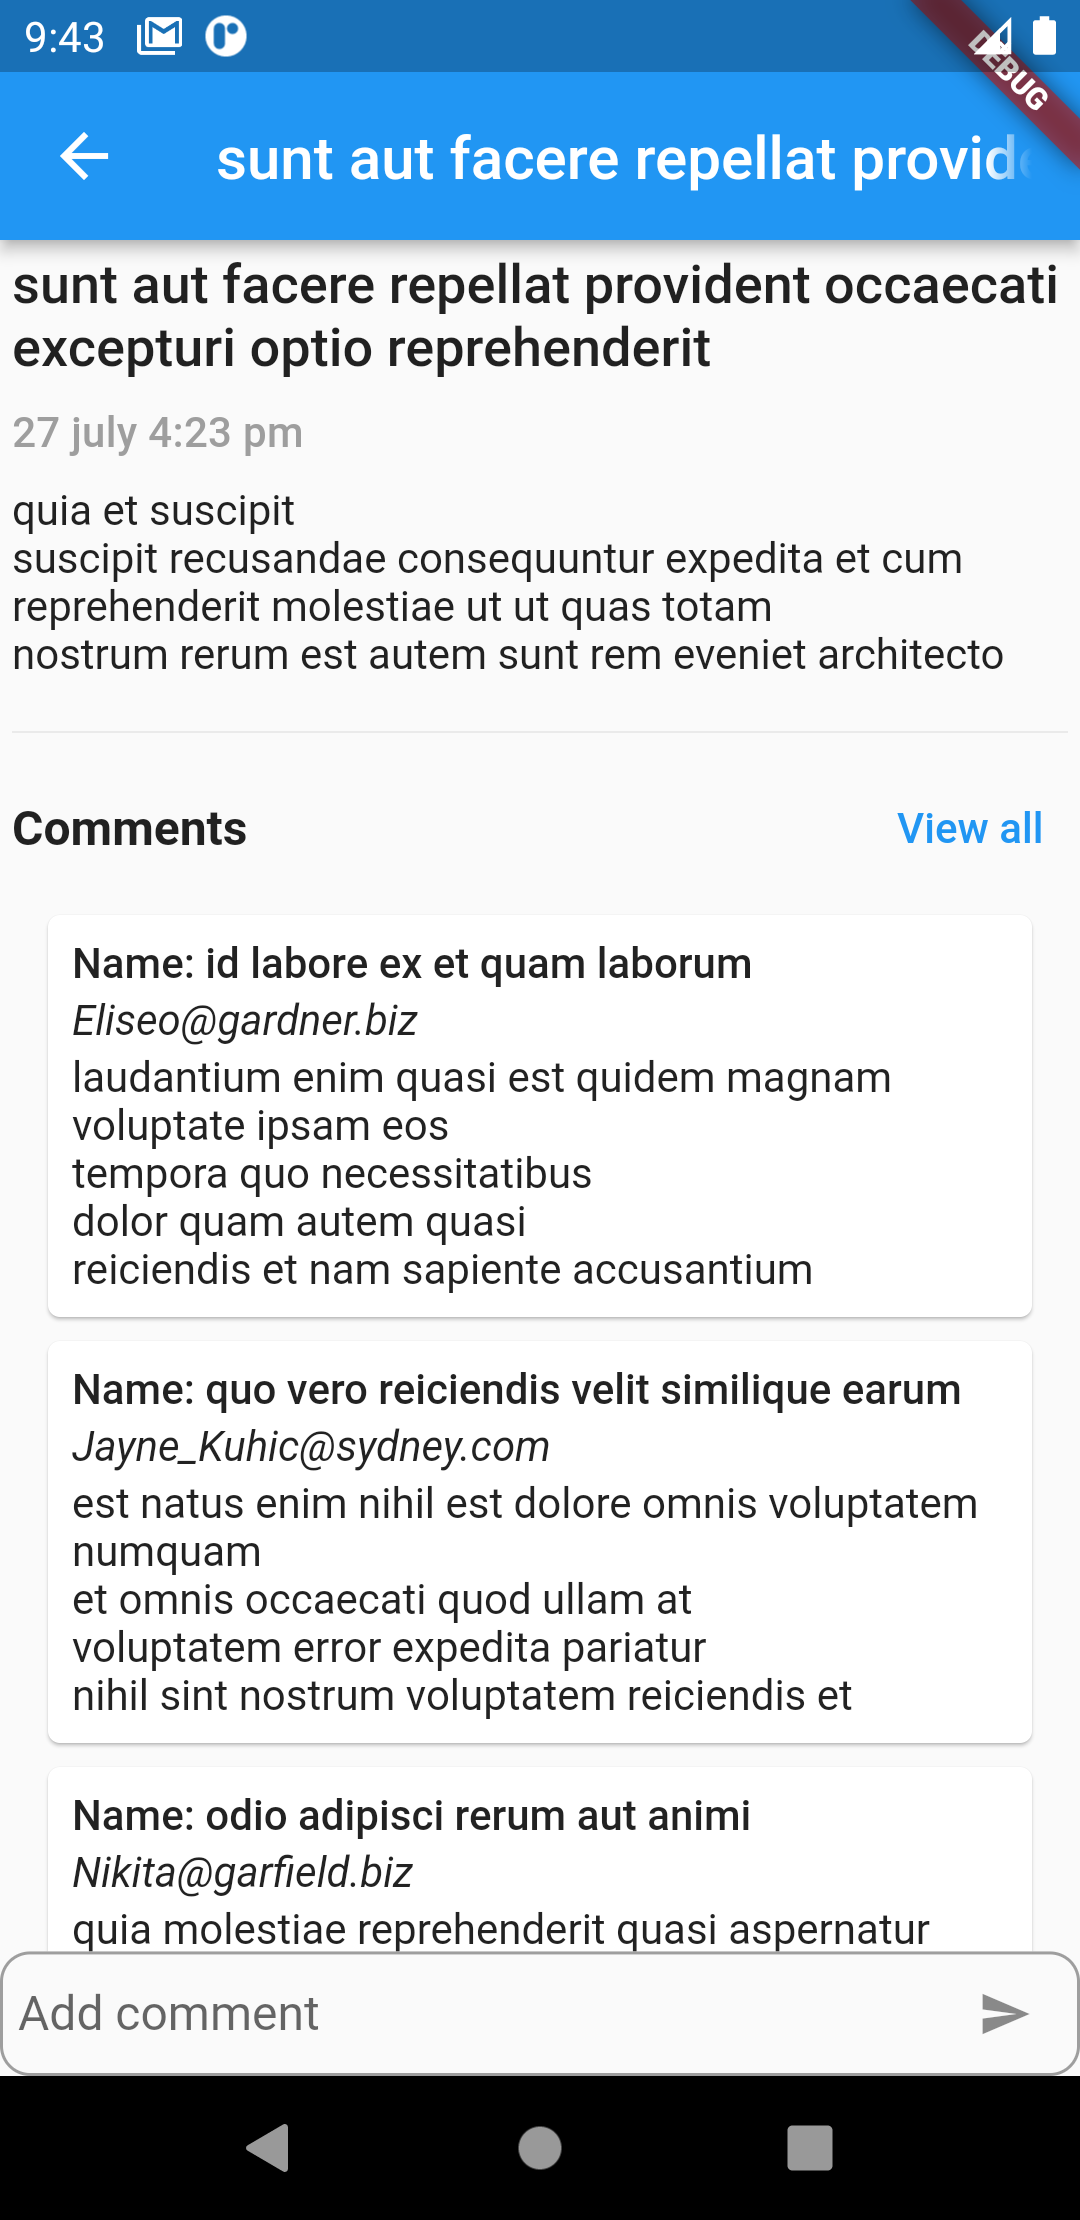 9:43
DEBUG
sunt aut facere repellat provid
sunt aut facere repellat provident occaecati
excepturi optio reprehenderit
27 july 4:23 pm
quia et suscipit
suscipit recusandae consequuntur expedita et cum
reprehenderit molestiae ut ut quas totam
nostrum rerum est autem sunt rem eveniet architecto
Comments
View all
Name: id labore ex et quam laborum
Eliseo@gardner.biz
laudantium enim quasi est quidem magnam
voluptate ipsam eos
tempora quo necessitatibus
dolor quam autem quasi
reiciendis et nam sapiente accusantium
Name: quo vero reiciendis velit similique earum
Jayne_Kuhic@sydney.com
est natus enim nihil est dolore omnis voluptatem
numquam
et omnis occaecati quod ullam at
voluptatem error expedita pariatur
nihil sint nostrum voluptatem reiciendis et
Name: odio adipisci rerum aut animi
Nikita@garfield.biz
quia molestiae reprehenderit quasi aspernatur
Add comment